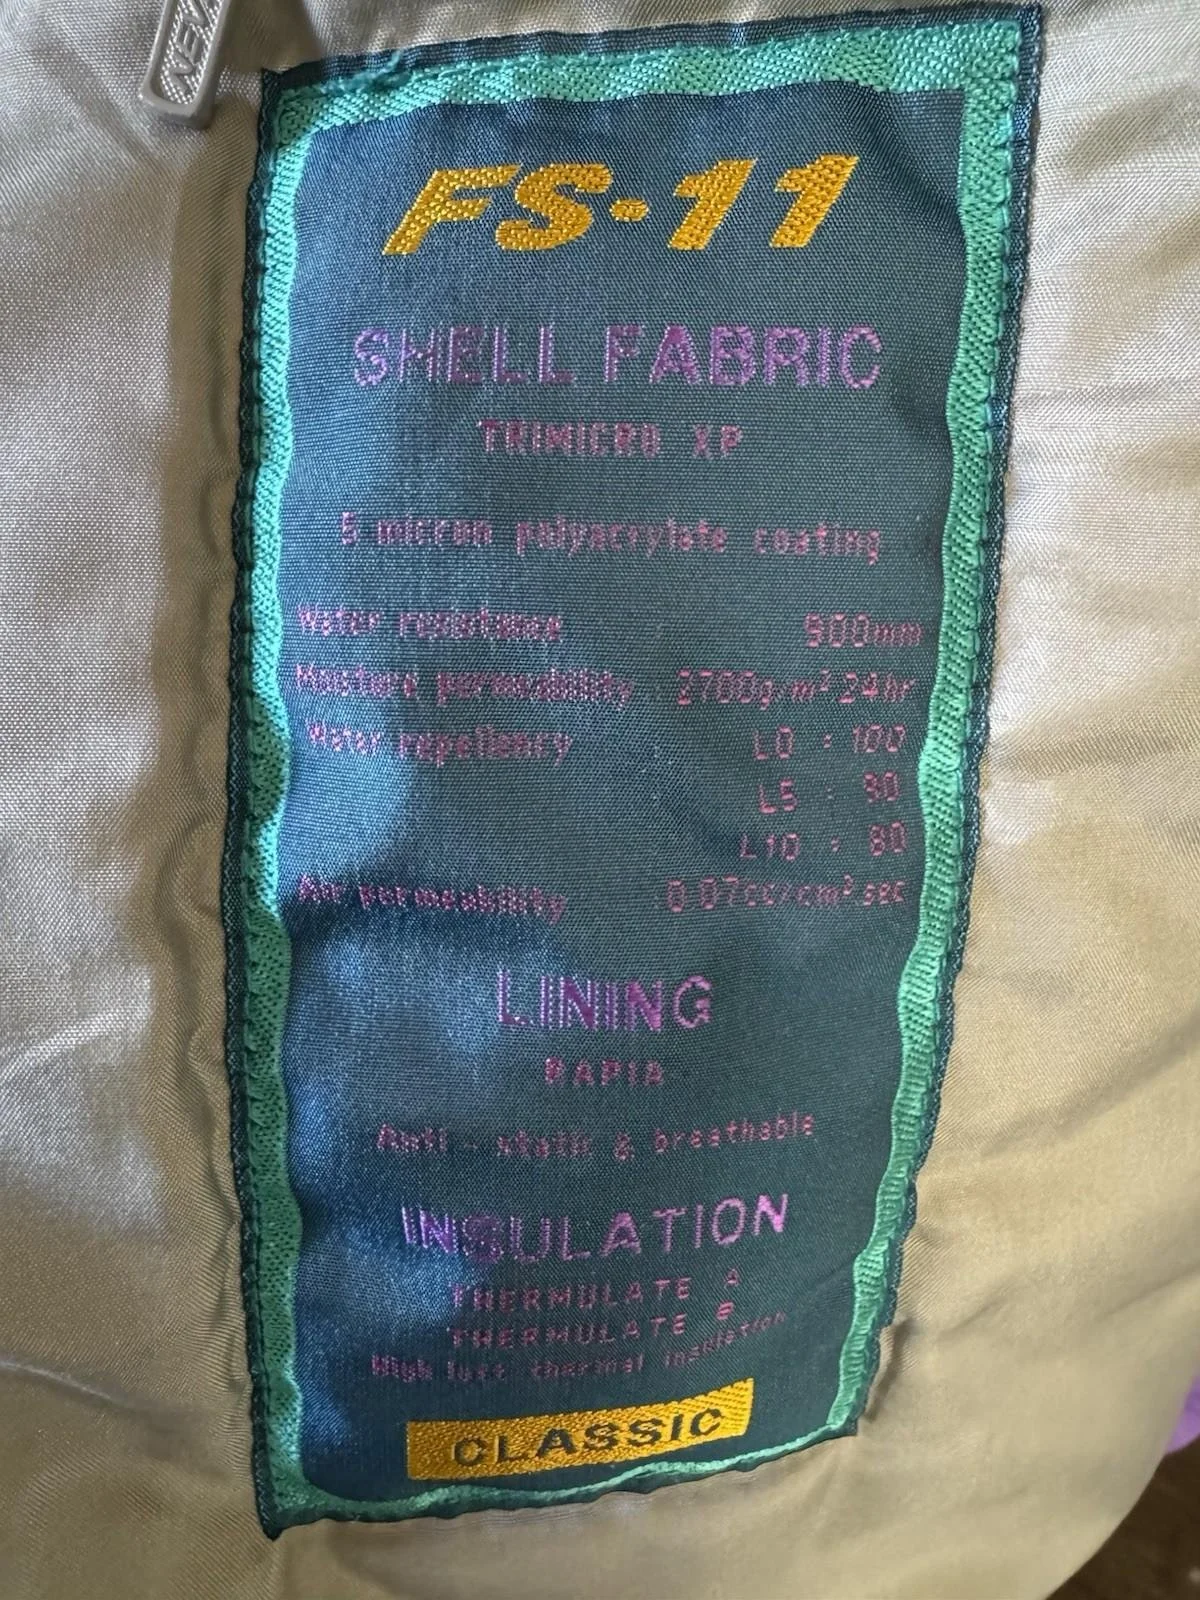 NEV
FS-11
SHELL FABRIC
TRIMICRO XP
5 micron polyacrylate coating
Water resistance 900mm
Moisture permeability 2700g/m² 24hr
Water repellency L0 : 100
L5 : 90
L10 : 80
Air permeability 0.07cc/cm² sec
LINING
Anti - static & breathable
INSULATION
THERMULATE A
THERMULATE B
High thermal insulation
CLASSIC